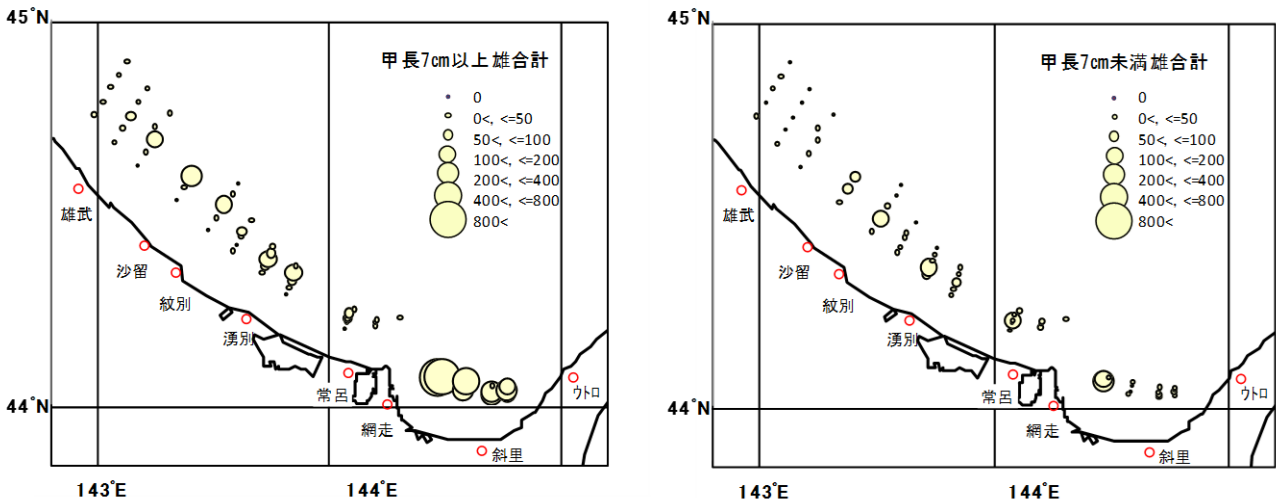 45°N
甲長7cm以上雄合計
0
0<, <=50
50<, <=100
100<, <=200
200<, <=400
400<, <=800
800<
雄武
沙留
紋別
湧別
常呂
網走
斜里
ウトロ
44°N
143°E
144°E
45°N
甲長7cm未満雄合計
0
0<, <=50
50<, <=100
100<, <=200
200<, <=400
400<, <=800
800<
雄武
沙留
紋別
湧別
常呂
網走
斜里
ウトロ
44°N
143°E
144°E